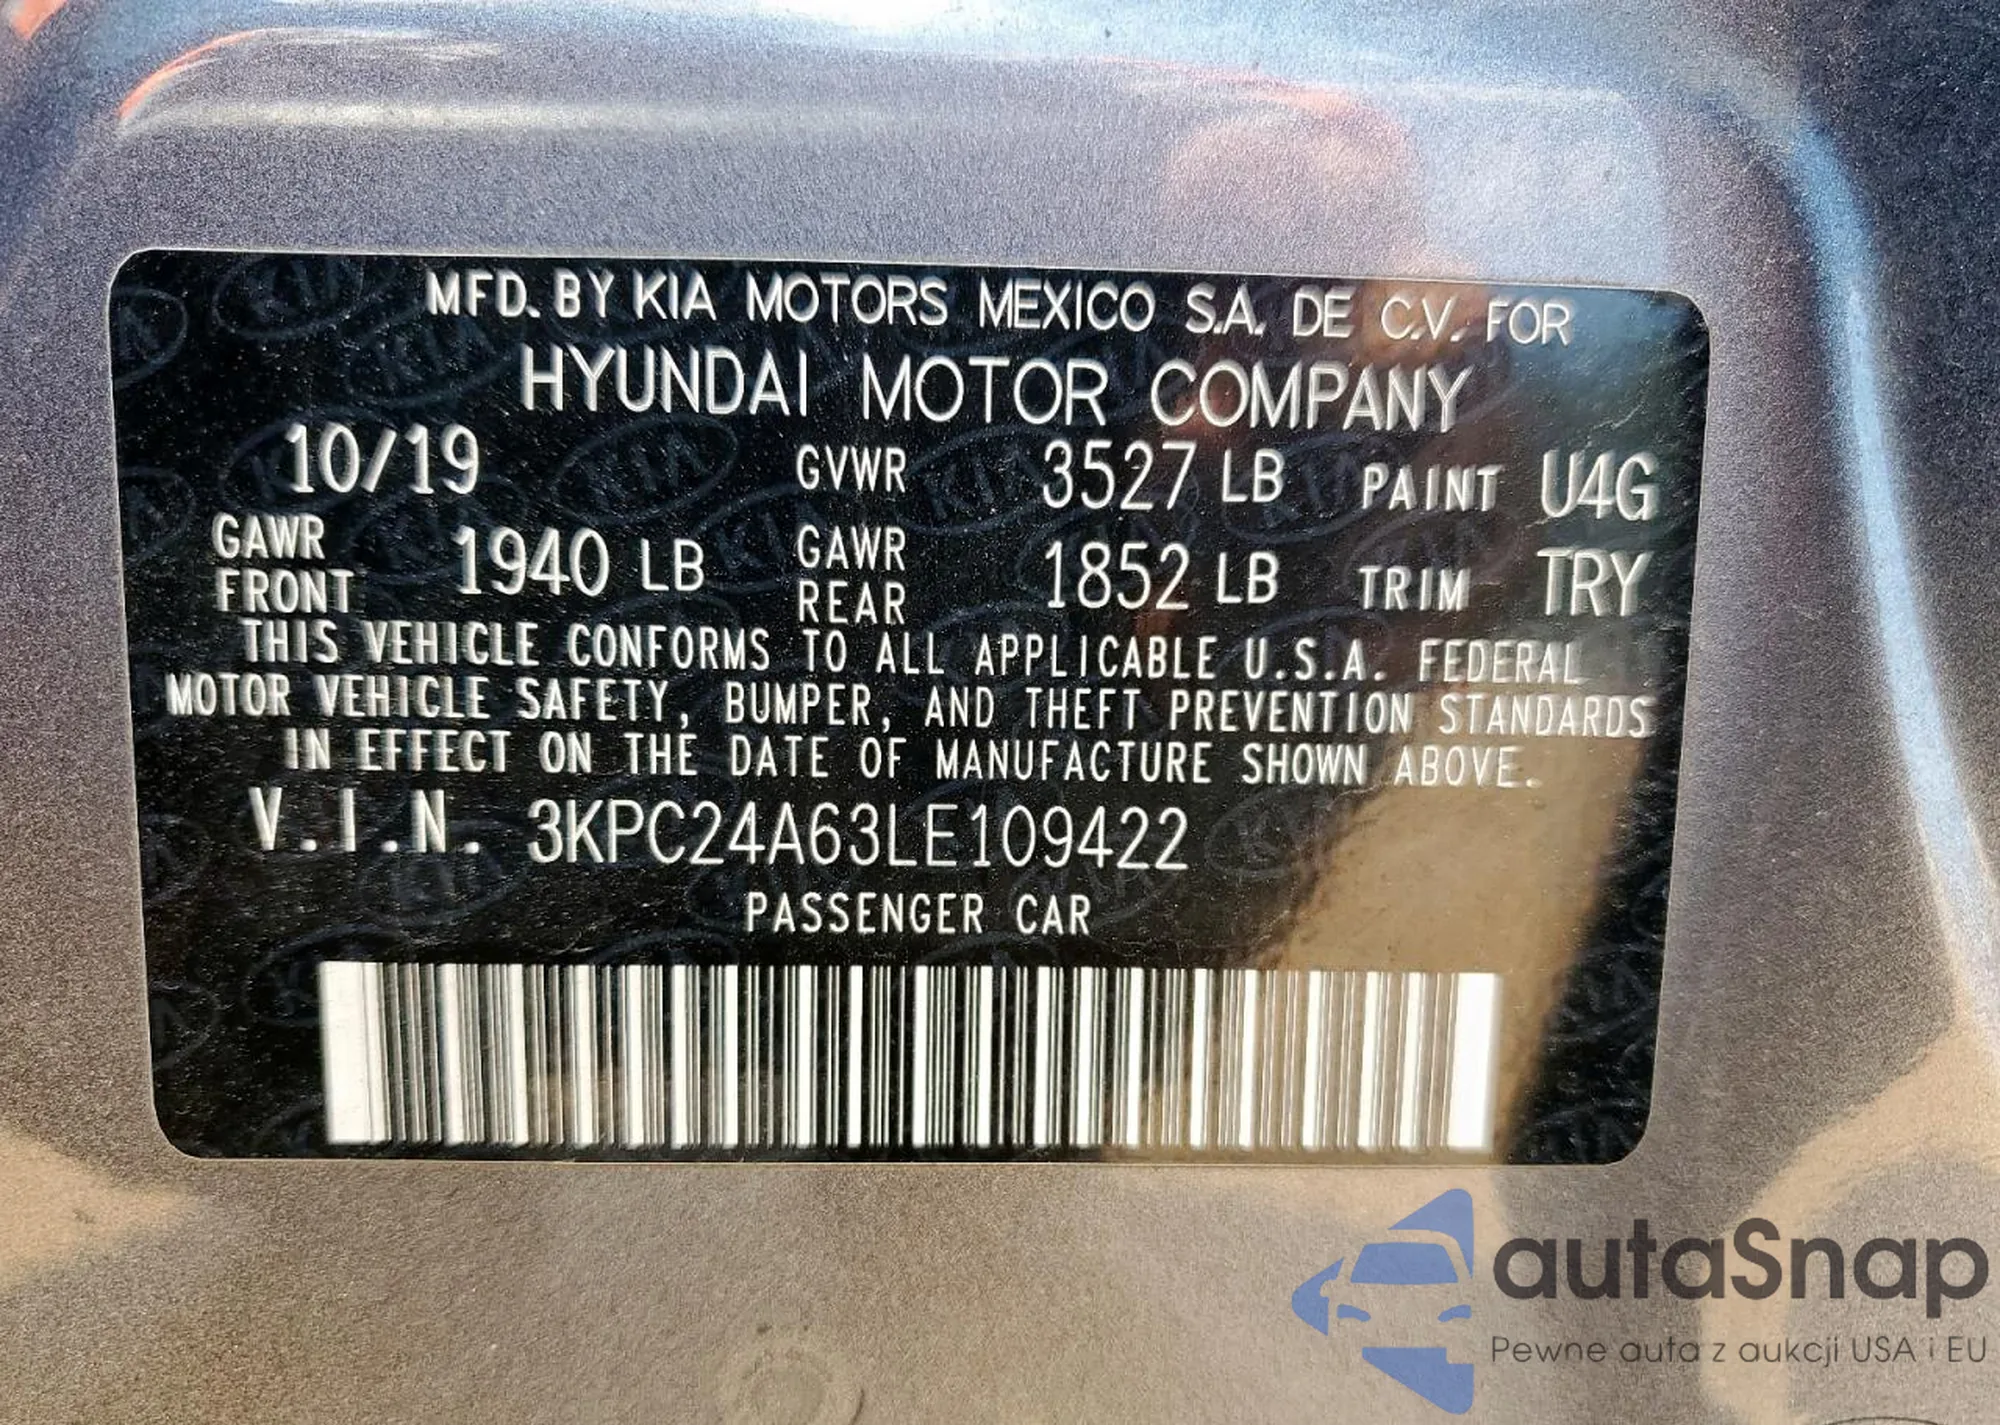 MFD. BY KIA MOTORS MEXICO S.A. DE C.V. FOR
HYUNDAI MOTOR COMPANY
10/19 GVWR 3527 LB PAINT U4G
GAWR FRONT 1940 LB GAWR REAR 1852 LB TRIM TRY
THIS VEHICLE CONFORMS TO ALL APPLICABLE U.S.A. FEDERAL
MOTOR VEHICLE SAFETY, BUMPER, AND THEFT PREVENTION STANDARDS
IN EFFECT ON THE DATE OF MANUFACTURE SHOWN ABOVE.
V.I.N. 3KPC24A63LE109422
PASSENGER CAR
autaSnap
Pewne auta z aukcji USA i EU